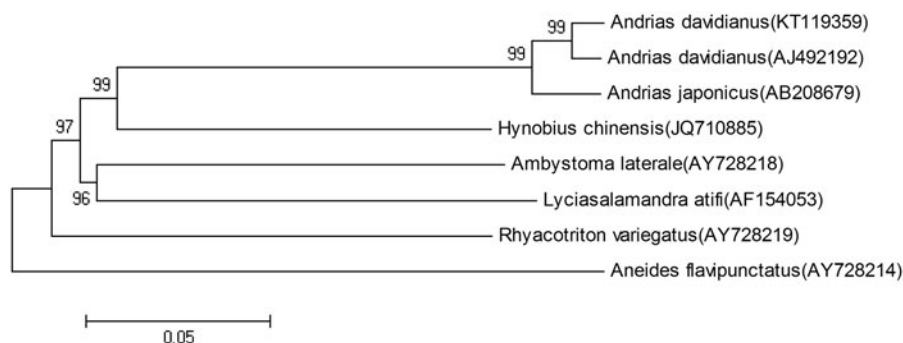 99
Andrias davidianus(KT119359)
99
Andrias davidianus(AJ492192)
99
Andrias japonicus(AB208679)
97
Hynobius chinensis(JQ710885)
Ambystoma laterale(AY728218)
96
Lyciasalamandra atifi(AF154053)
Rhyacotriton variegatus(AY728219)
Aneides flavipunctatus(AY728214)
0.05